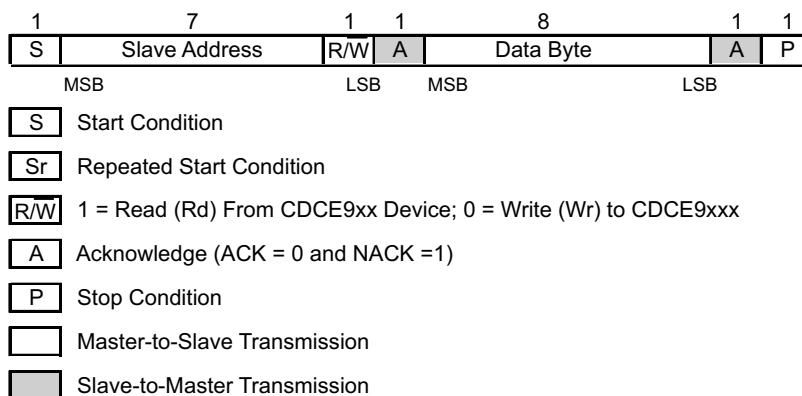 1 7 1 1 8 1 1
S Slave Address R/W̅ A Data Byte A P
MSB LSB MSB LSB
S Start Condition
Sr Repeated Start Condition
R/W̅ 1 = Read (Rd) From CDCE9xx Device; 0 = Write (Wr) to CDCE9xxx
A Acknowledge (ACK = 0 and NACK =1)
P Stop Condition
Master-to-Slave Transmission
Slave-to-Master Transmission